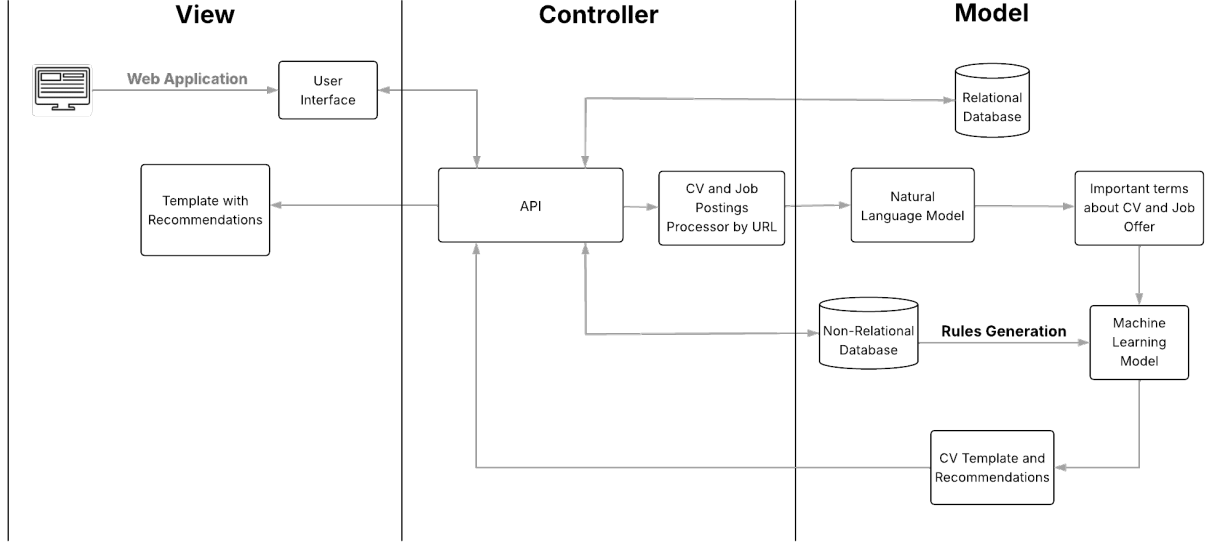 View
Controller
Model
Web Application
User
Interface
Relational
Database
Template with
Recommendations
API
CV and Job
Postings
Processor by URL
Natural
Language Model
Important terms
about CV and Job
Offer
Non-Relational
Database
Rules Generation
Machine
Learning
Model
CV Template and
Recommendations